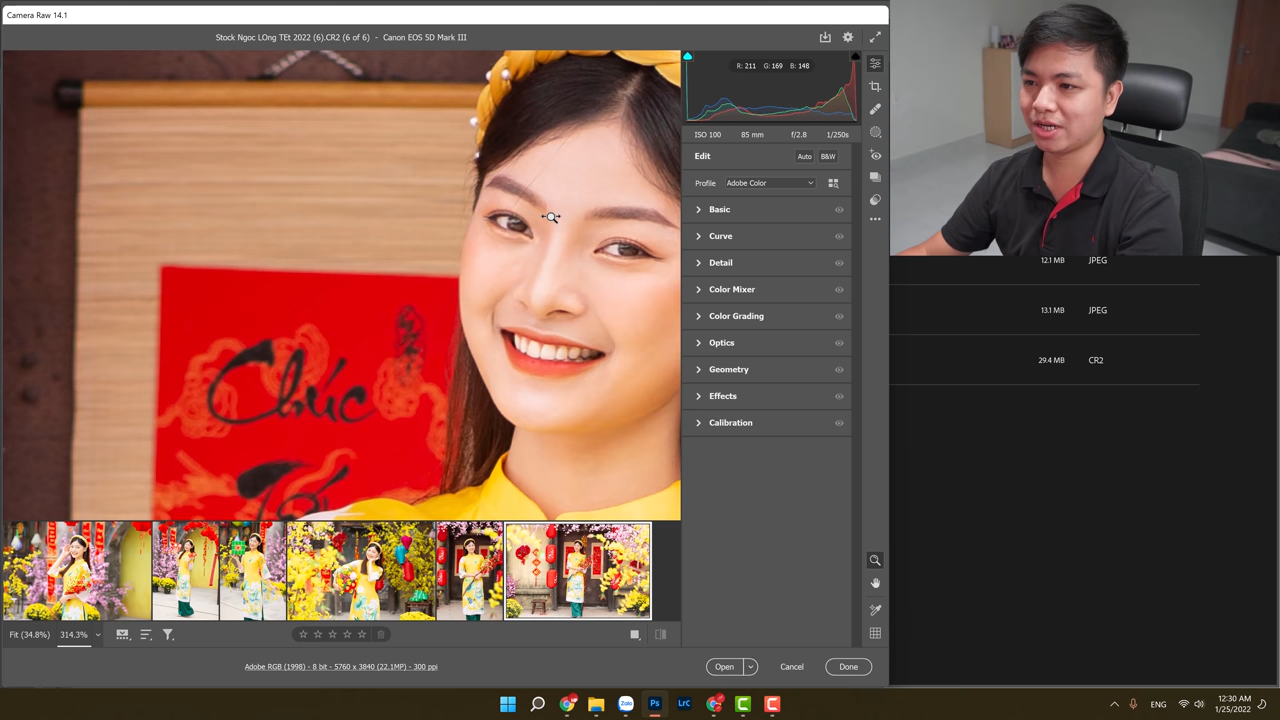 Camera Raw 14.1
Stock Ngoc LOng TEt 2022 (6).CR2 (6 of 6) - Canon EOS 5D Mark III
R: 211 G: 169 B: 148
ISO 100 85 mm f/2.8 1/250s
Edit Auto B&W
Profile Adobe Color
Basic
Curve
Detail
Color Mixer
Color Grading
Optics
Geometry
Effects
Calibration
12.1 MB JPEG
13.1 MB JPEG
29.4 MB CR2
Chúc
Fit (34.8%) 314.3%
Adobe RGB (1998) - 8 bit - 5760 x 3840 (22.1MP) - 300 ppi
Open Cancel Done
Zalo Ps LrC
ENG
12:30 AM
1/25/2022